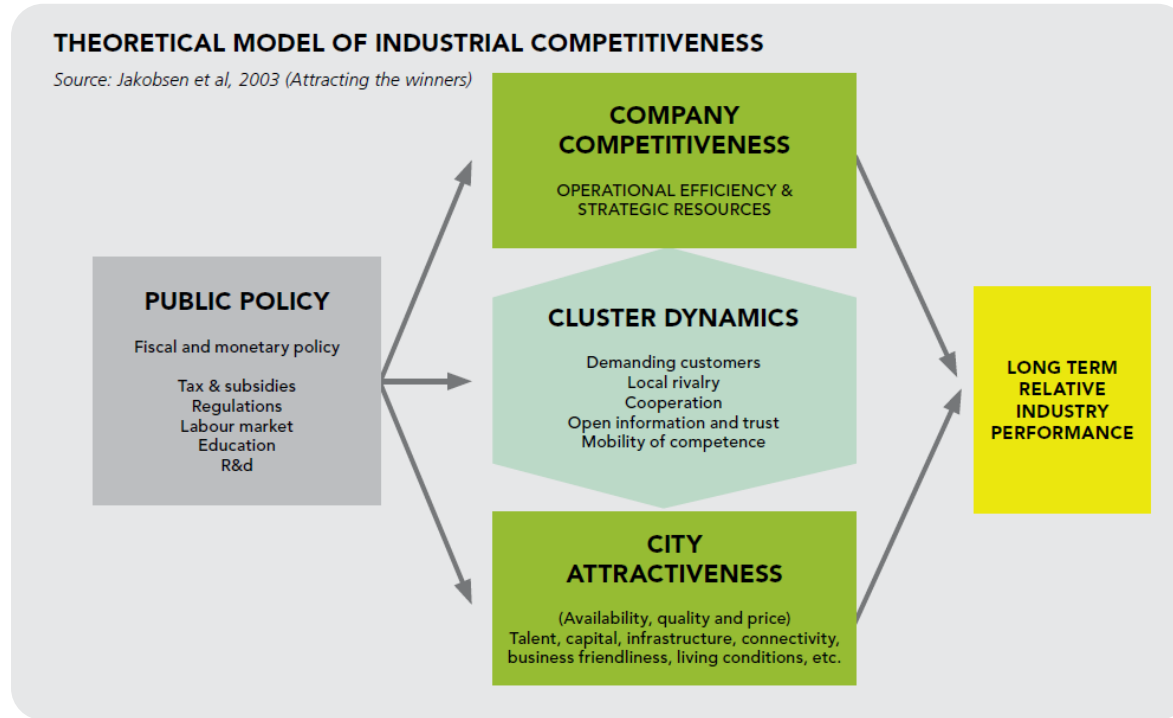 THEORETICAL MODEL OF INDUSTRIAL COMPETITIVENESS
Source: Jakobsen et al, 2003 (Attracting the winners)
COMPANY
COMPETITIVENESS
OPERATIONAL EFFICIENCY &
STRATEGIC RESOURCES
PUBLIC POLICY
Fiscal and monetary policy
Tax & subsidies
Regulations
Labour market
Education
R&d
CLUSTER DYNAMICS
Demanding customers
Local rivalry
Cooperation
Open information and trust
Mobility of competence
CITY
ATTRACTIVENESS
(Availability, quality and price)
Talent, capital, infrastructure, connectivity,
business friendliness, living conditions, etc.
LONG TERM
RELATIVE
INDUSTRY
PERFORMANCE